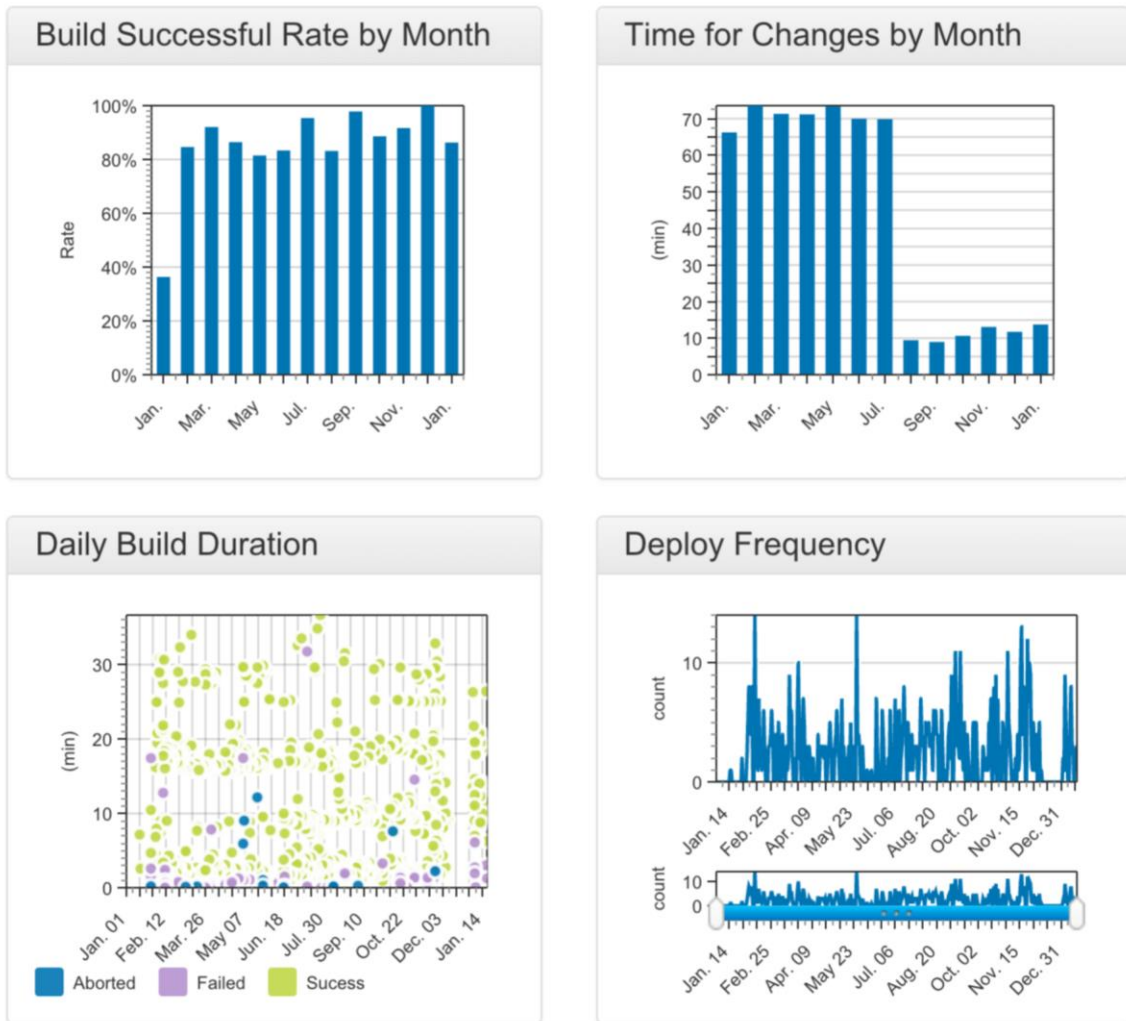 Build Successful Rate by Month
100%
80%
60%
40%
20%
0%
Rate
Jan.
Mar.
May
Jul.
Sep.
Nov.
Jan.
Time for Changes by Month
70
60
50
40
30
20
10
0
(min)
Jan.
Mar.
May
Jul.
Sep.
Nov.
Jan.
Daily Build Duration
30
20
10
0
(min)
Jan. 01
Feb. 12
Mar. 26
May 07
Jun. 18
Jul. 30
Sep. 10
Oct. 22
Dec. 03
Jan. 14
Aborted Failed Sucess
Deploy Frequency
10
0
count
Jan. 14
Feb. 25
Apr. 09
May 23
Jul. 06
Aug. 20
Oct. 02
Nov. 15
Dec. 31
10
0
count
Jan. 14
Feb. 25
Apr. 09
May 23
Jul. 06
Aug. 20
Oct. 02
Nov. 15
Dec. 31